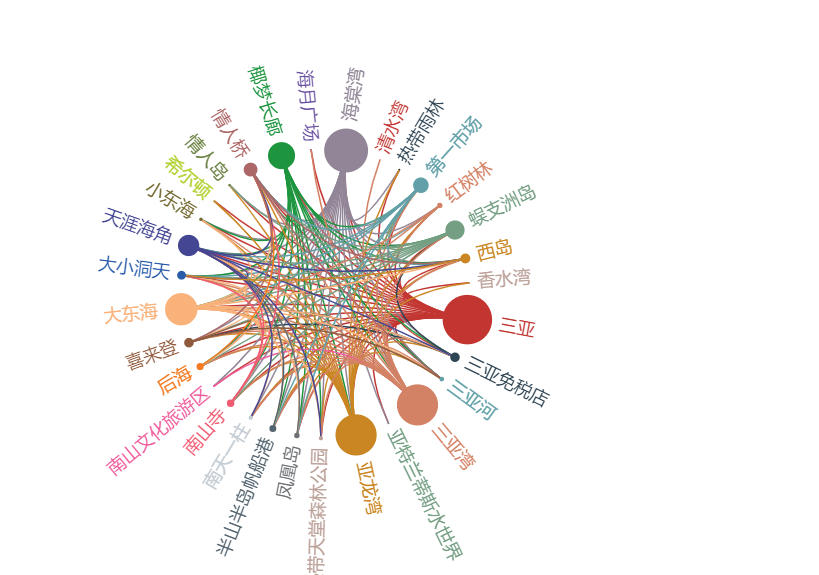 三亚
香水湾
西岛
蜈支洲岛
红树林
第一市场
热带雨林
清水湾
海棠湾
海月广场
椰梦长廊
情人桥
情人岛
希尔顿
小东海
天涯海角
大小洞天
大东海
喜来登
后海
南山文化旅游区
南山寺
南天一柱
半山半岛帆船港
凤凰岛
带天堂森林公园
亚龙湾
亚特兰蒂斯水世界
三亚湾
三亚河
三亚免税店